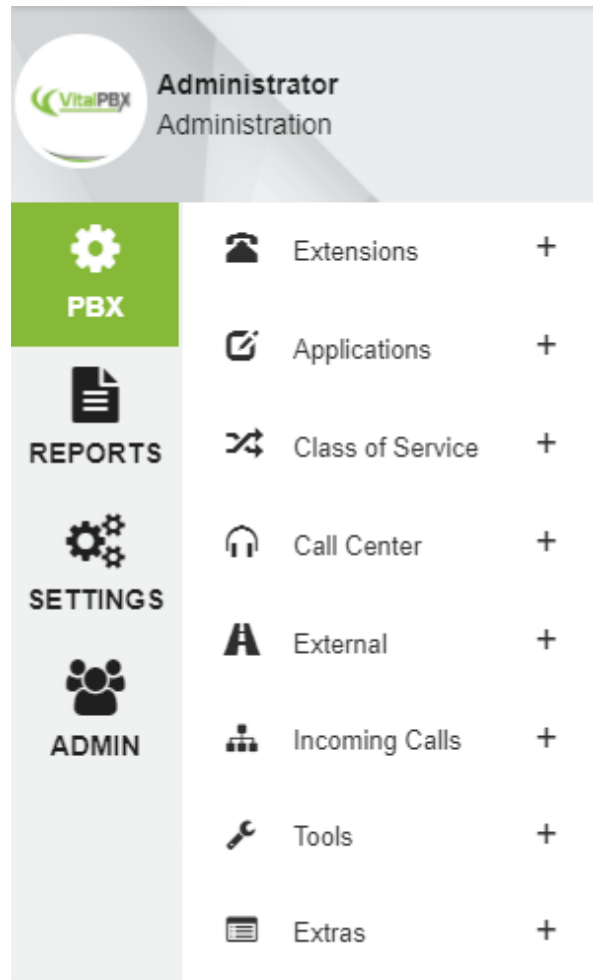 VitalPBX
Administrator
Administration
PBX
REPORTS
SETTINGS
ADMIN
Extensions +
Applications +
Class of Service +
Call Center +
External +
Incoming Calls +
Tools +
Extras +